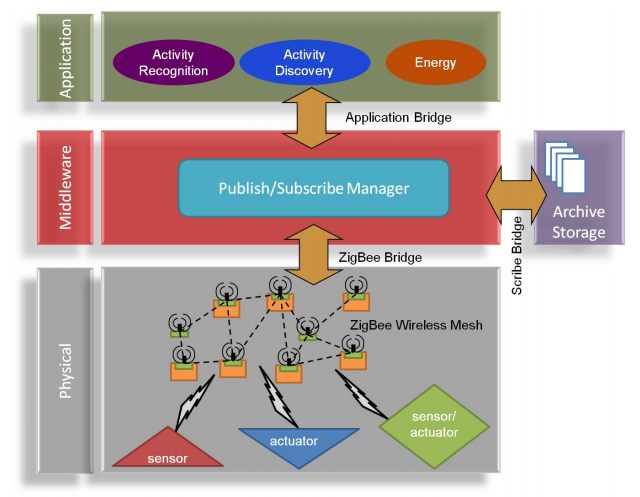 Application
Activity
Recognition
Activity
Discovery
Energy
Application Bridge
Middleware
Publish/Subscribe Manager
Archive
Storage
Scribe Bridge
ZigBee Bridge
Physical
ZigBee Wireless Mesh
sensor
actuator
sensor/
actuator